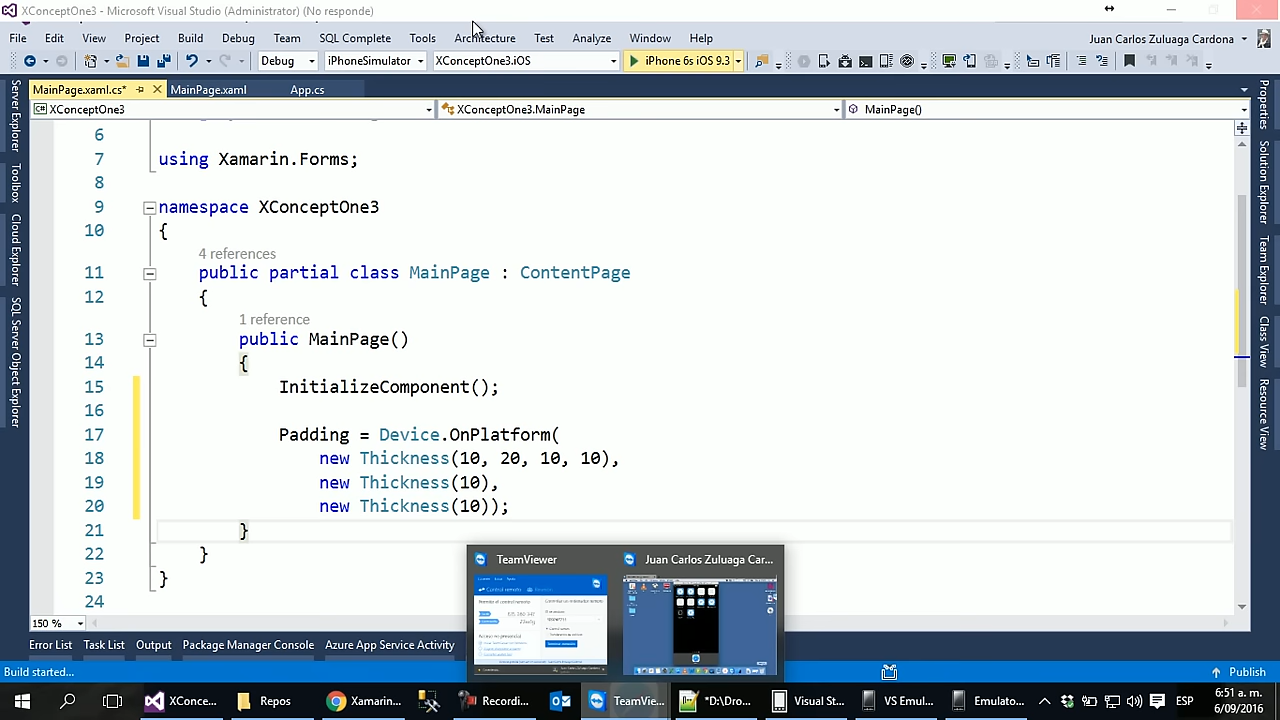 XConceptOne3 - Microsoft Visual Studio (Administrator) (No responde)
File Edit View Project Build Debug Team SQL Complete Tools Architecture Test Analyze Window Help Juan Carlos Zuluaga Cardona
Debug iPhoneSimulator XConceptOne3.iOS iPhone 6s iOS 9.3
MainPage.xaml.cs* MainPage.xaml App.cs
XConceptOne3 XConceptOne3.MainPage MainPage()
Server Explorer
Toolbox
Cloud Explorer
SQL Server Object Explorer
Properties
Solution Explorer
Team Explorer
Class View
Resource View
6
7 using Xamarin.Forms;
8
9 namespace XConceptOne3
10 {
4 references
11 public partial class MainPage : ContentPage
12 {
1 reference
13 public MainPage()
14 {
15 InitializeComponent();
16
17 Padding = Device.OnPlatform(
18 new Thickness(10, 20, 10, 10),
19 new Thickness(10),
20 new Thickness(10));
21 }
22 }
23 }
24
TeamViewer Juan Carlos Zuluaga Car...
Control remoto
150 %
Error List Task List Output Package Manager Console Azure App Service Activity
Build started... Publish
XConce... Repos Xamarin... Recordi... TeamVie... *D:\Dro... Visual St... VS Emul... Emulato... ESP
6:51 a. m.
6/09/2016